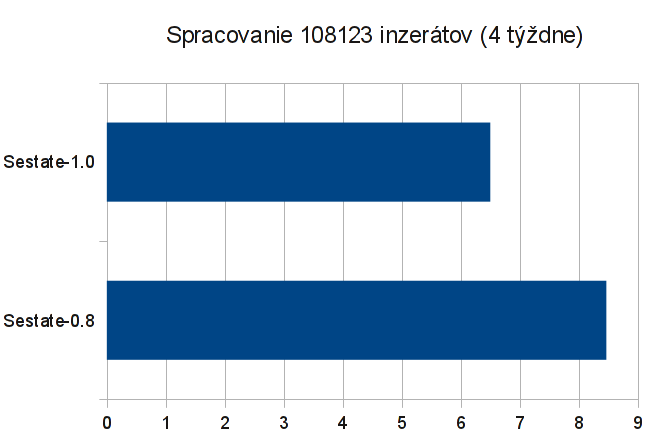 Spracovanie 108123 inzerátov (4 týždne)
Sestate-1.0
Sestate-0.8
0 1 2 3 4 5 6 7 8 9